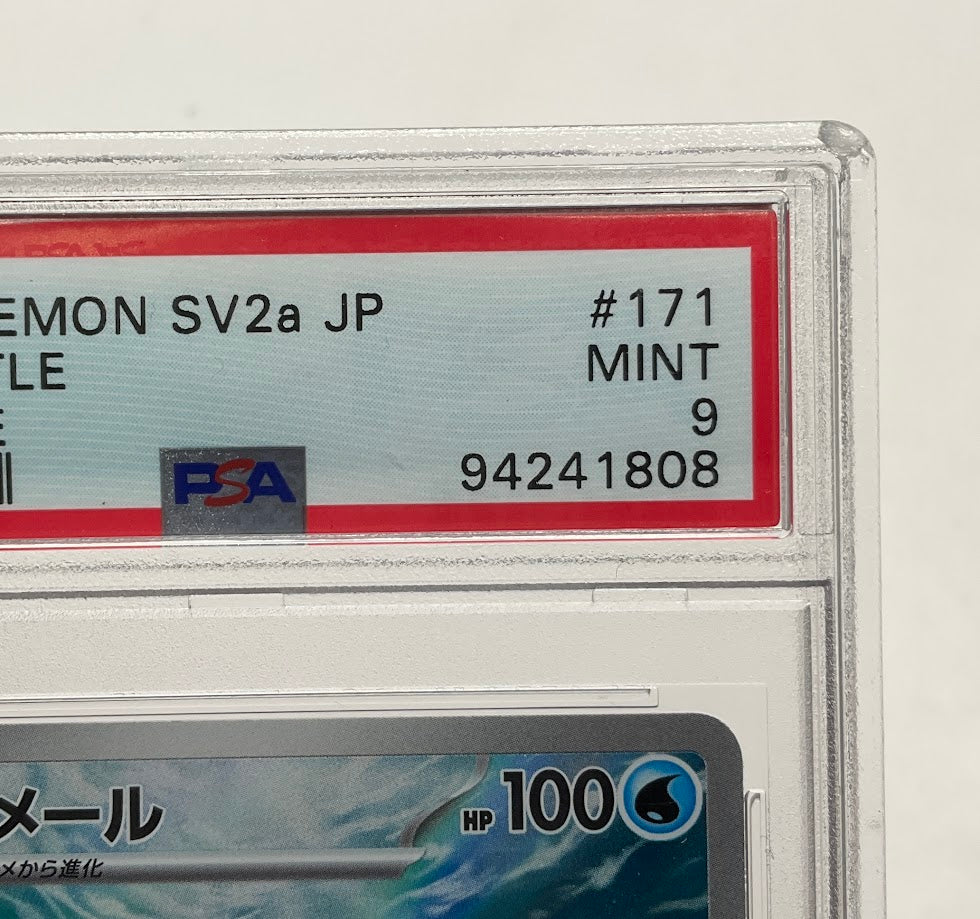 EMON SV2a JP #171
TLE MINT
E 9
PSA 94241808
メール HP 100
メから進化